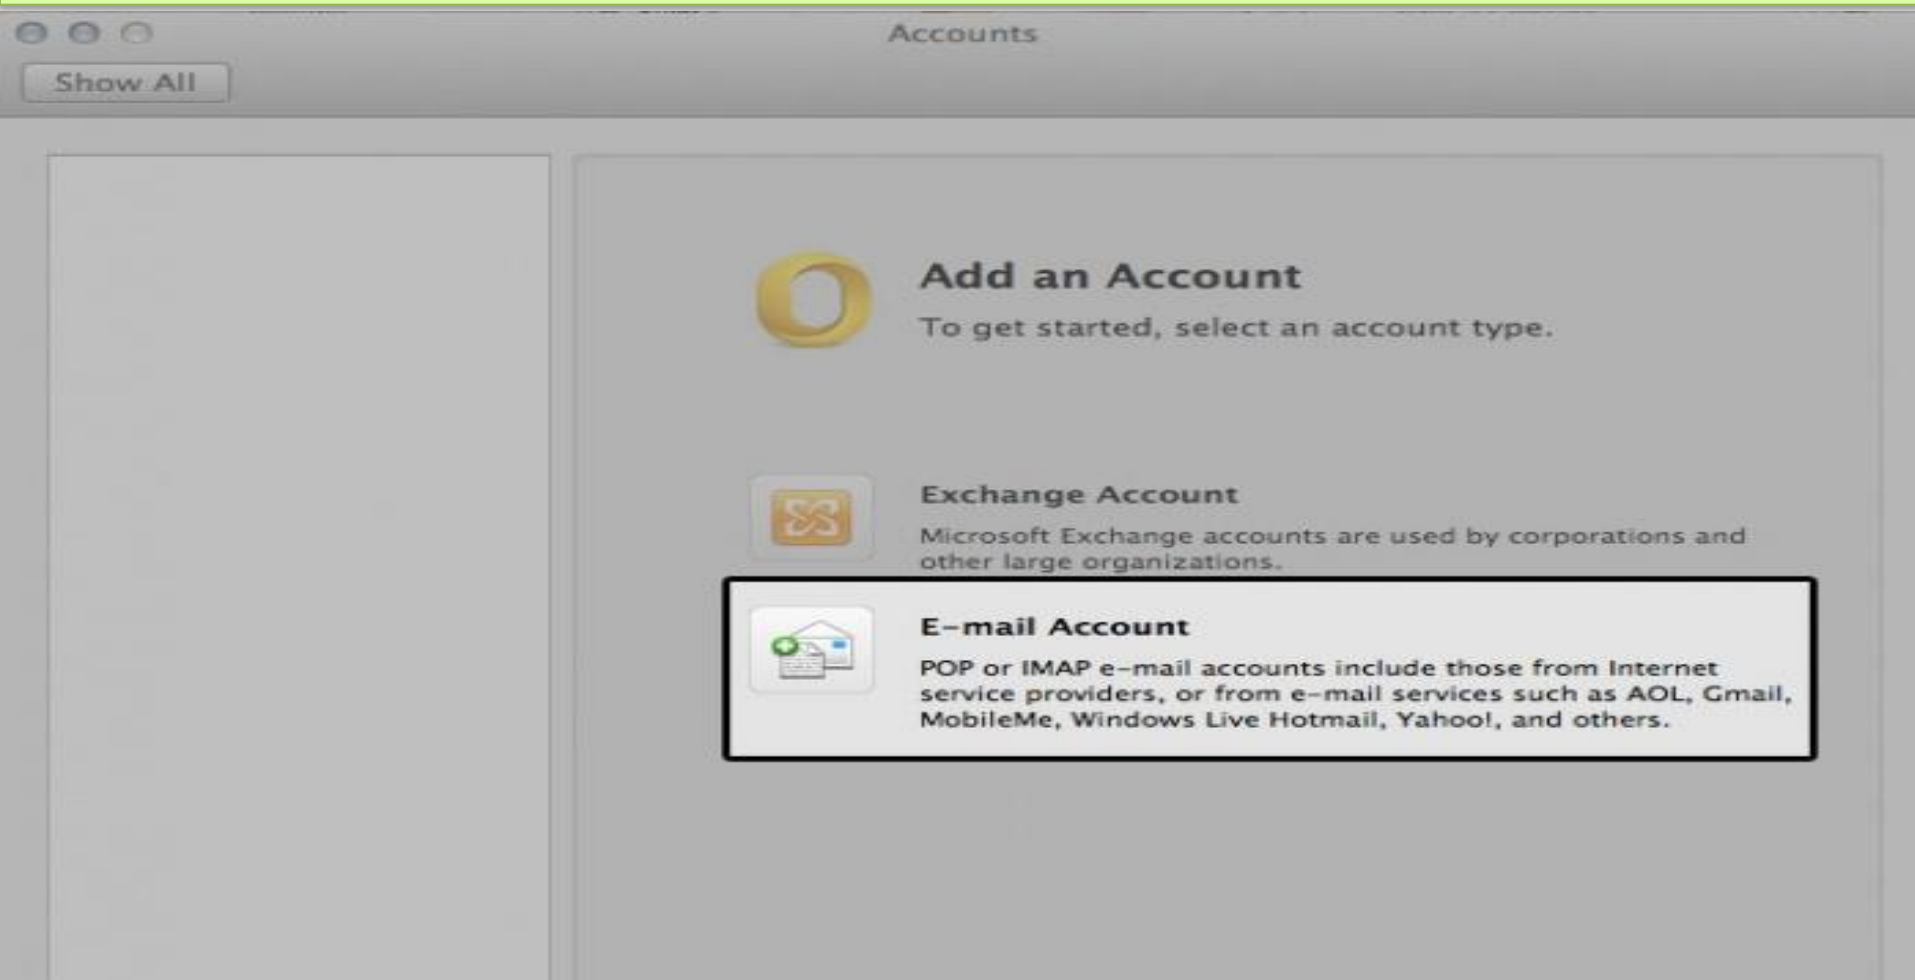 Accounts
Show All
Add an Account
To get started, select an account type.
Exchange Account
Microsoft Exchange accounts are used by corporations and
other large organizations.
E-mail Account
POP or IMAP e-mail accounts include those from Internet
service providers, or from e-mail services such as AOL, Gmail,
MobileMe, Windows Live Hotmail, Yahoo!, and others.